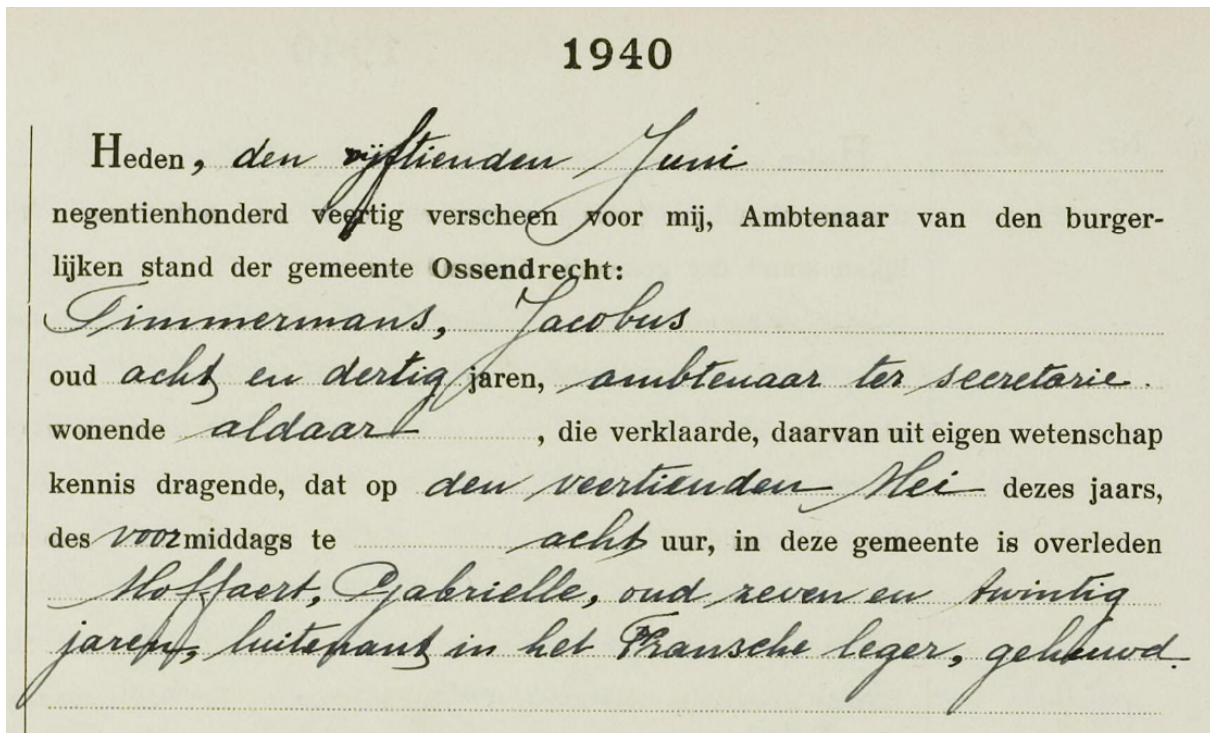 1940
Heden, den vijftienden Juni
negentienhonderd veertig verscheen voor mij, Ambtenaar van den burger-
lijken stand der gemeente Ossendrecht:
Timmermans, Jacobus
oud acht en dertig jaren, ambtenaar ter secretarie.
wonende aldaar, die verklaarde, daarvan uit eigen wetenschap
kennis dragende, dat op den veertienden Mei dezes jaars,
des voormiddags te acht uur, in deze gemeente is overleden
Moffaert, Gabrielle, oud zeven en twintig
jaren, luitenant in het Fransche leger, gehuwd.